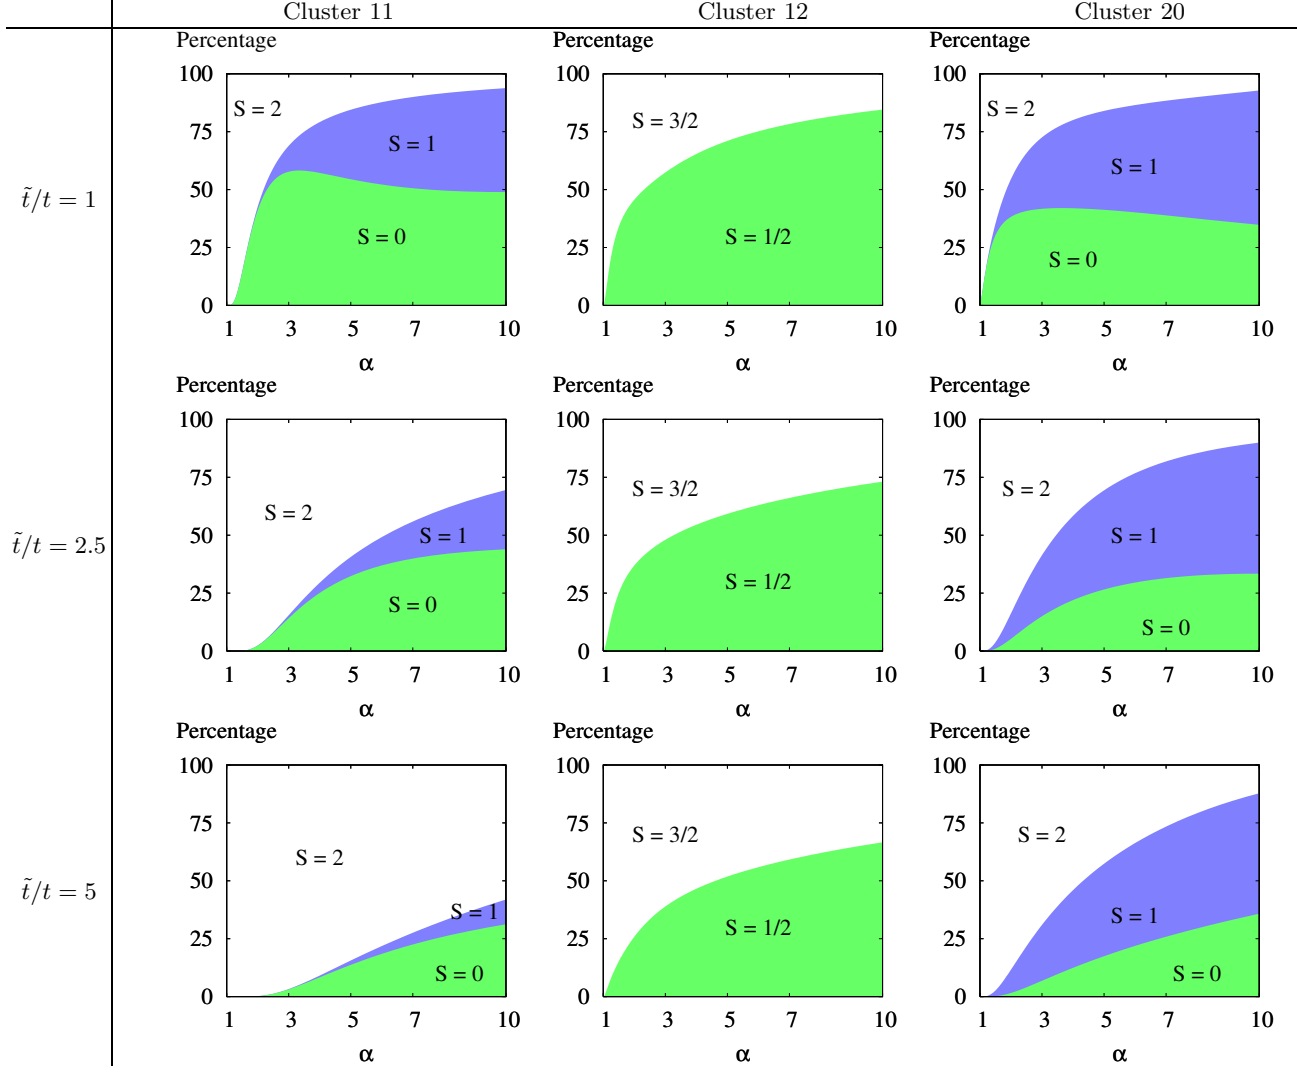 Cluster 11 Cluster 12 Cluster 20
Percentage Percentage Percentage
100 100 100
S = 2 S = 3/2 S = 2
75 75 75
S = 1 S = 1
50 50 50
t̃/t = 1
S = 0 S = 1/2 S = 0
25 25 25
0 0 0
1 3 5 7 10 1 3 5 7 10 1 3 5 7 10
α α α
Percentage Percentage Percentage
100 100 100
75 75 75
S = 2 S = 3/2 S = 2
50 50 50
S = 1 S = 1
t̃/t = 2.5
S = 1/2
25 25 25
S = 0 S = 0
0 0 0
1 3 5 7 10 1 3 5 7 10 1 3 5 7 10
α α α
Percentage Percentage Percentage
100 100 100
75 75 75
S = 2 S = 3/2 S = 2
50 50 50
t̃/t = 5
S = 1 S = 1/2 S = 1
25 25 25
S = 0 S = 0
0 0 0
1 3 5 7 10 1 3 5 7 10 1 3 5 7 10
α α α